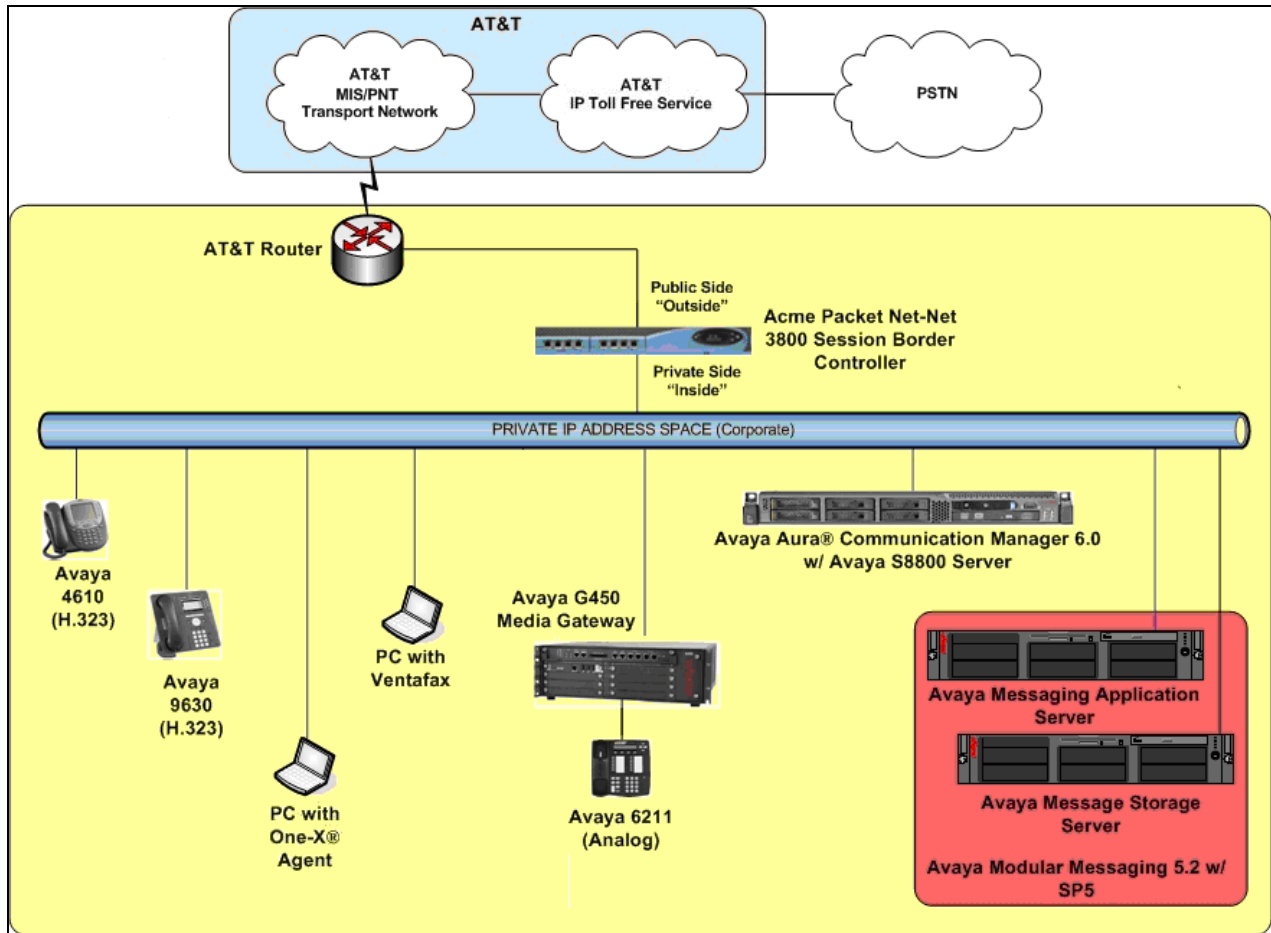 AT&T
AT&T
MIS/PNT
Transport Network
AT&T
IP Toll Free Service
PSTN
AT&T Router
Public Side
“Outside”
Acme Packet Net-Net
3800 Session Border
Controller
Private Side
“Inside”
PRIVATE IP ADDRESS SPACE (Corporate)
Avaya
4610
(H.323)
Avaya
9630
(H.323)
PC with
One-X®
Agent
PC with
Ventafax
Avaya G450
Media Gateway
Avaya 6211
(Analog)
Avaya Aura® Communication Manager 6.0
w/ Avaya S8800 Server
Avaya Messaging Application
Server
Avaya Message Storage
Server
Avaya Modular Messaging 5.2 w/
SP5